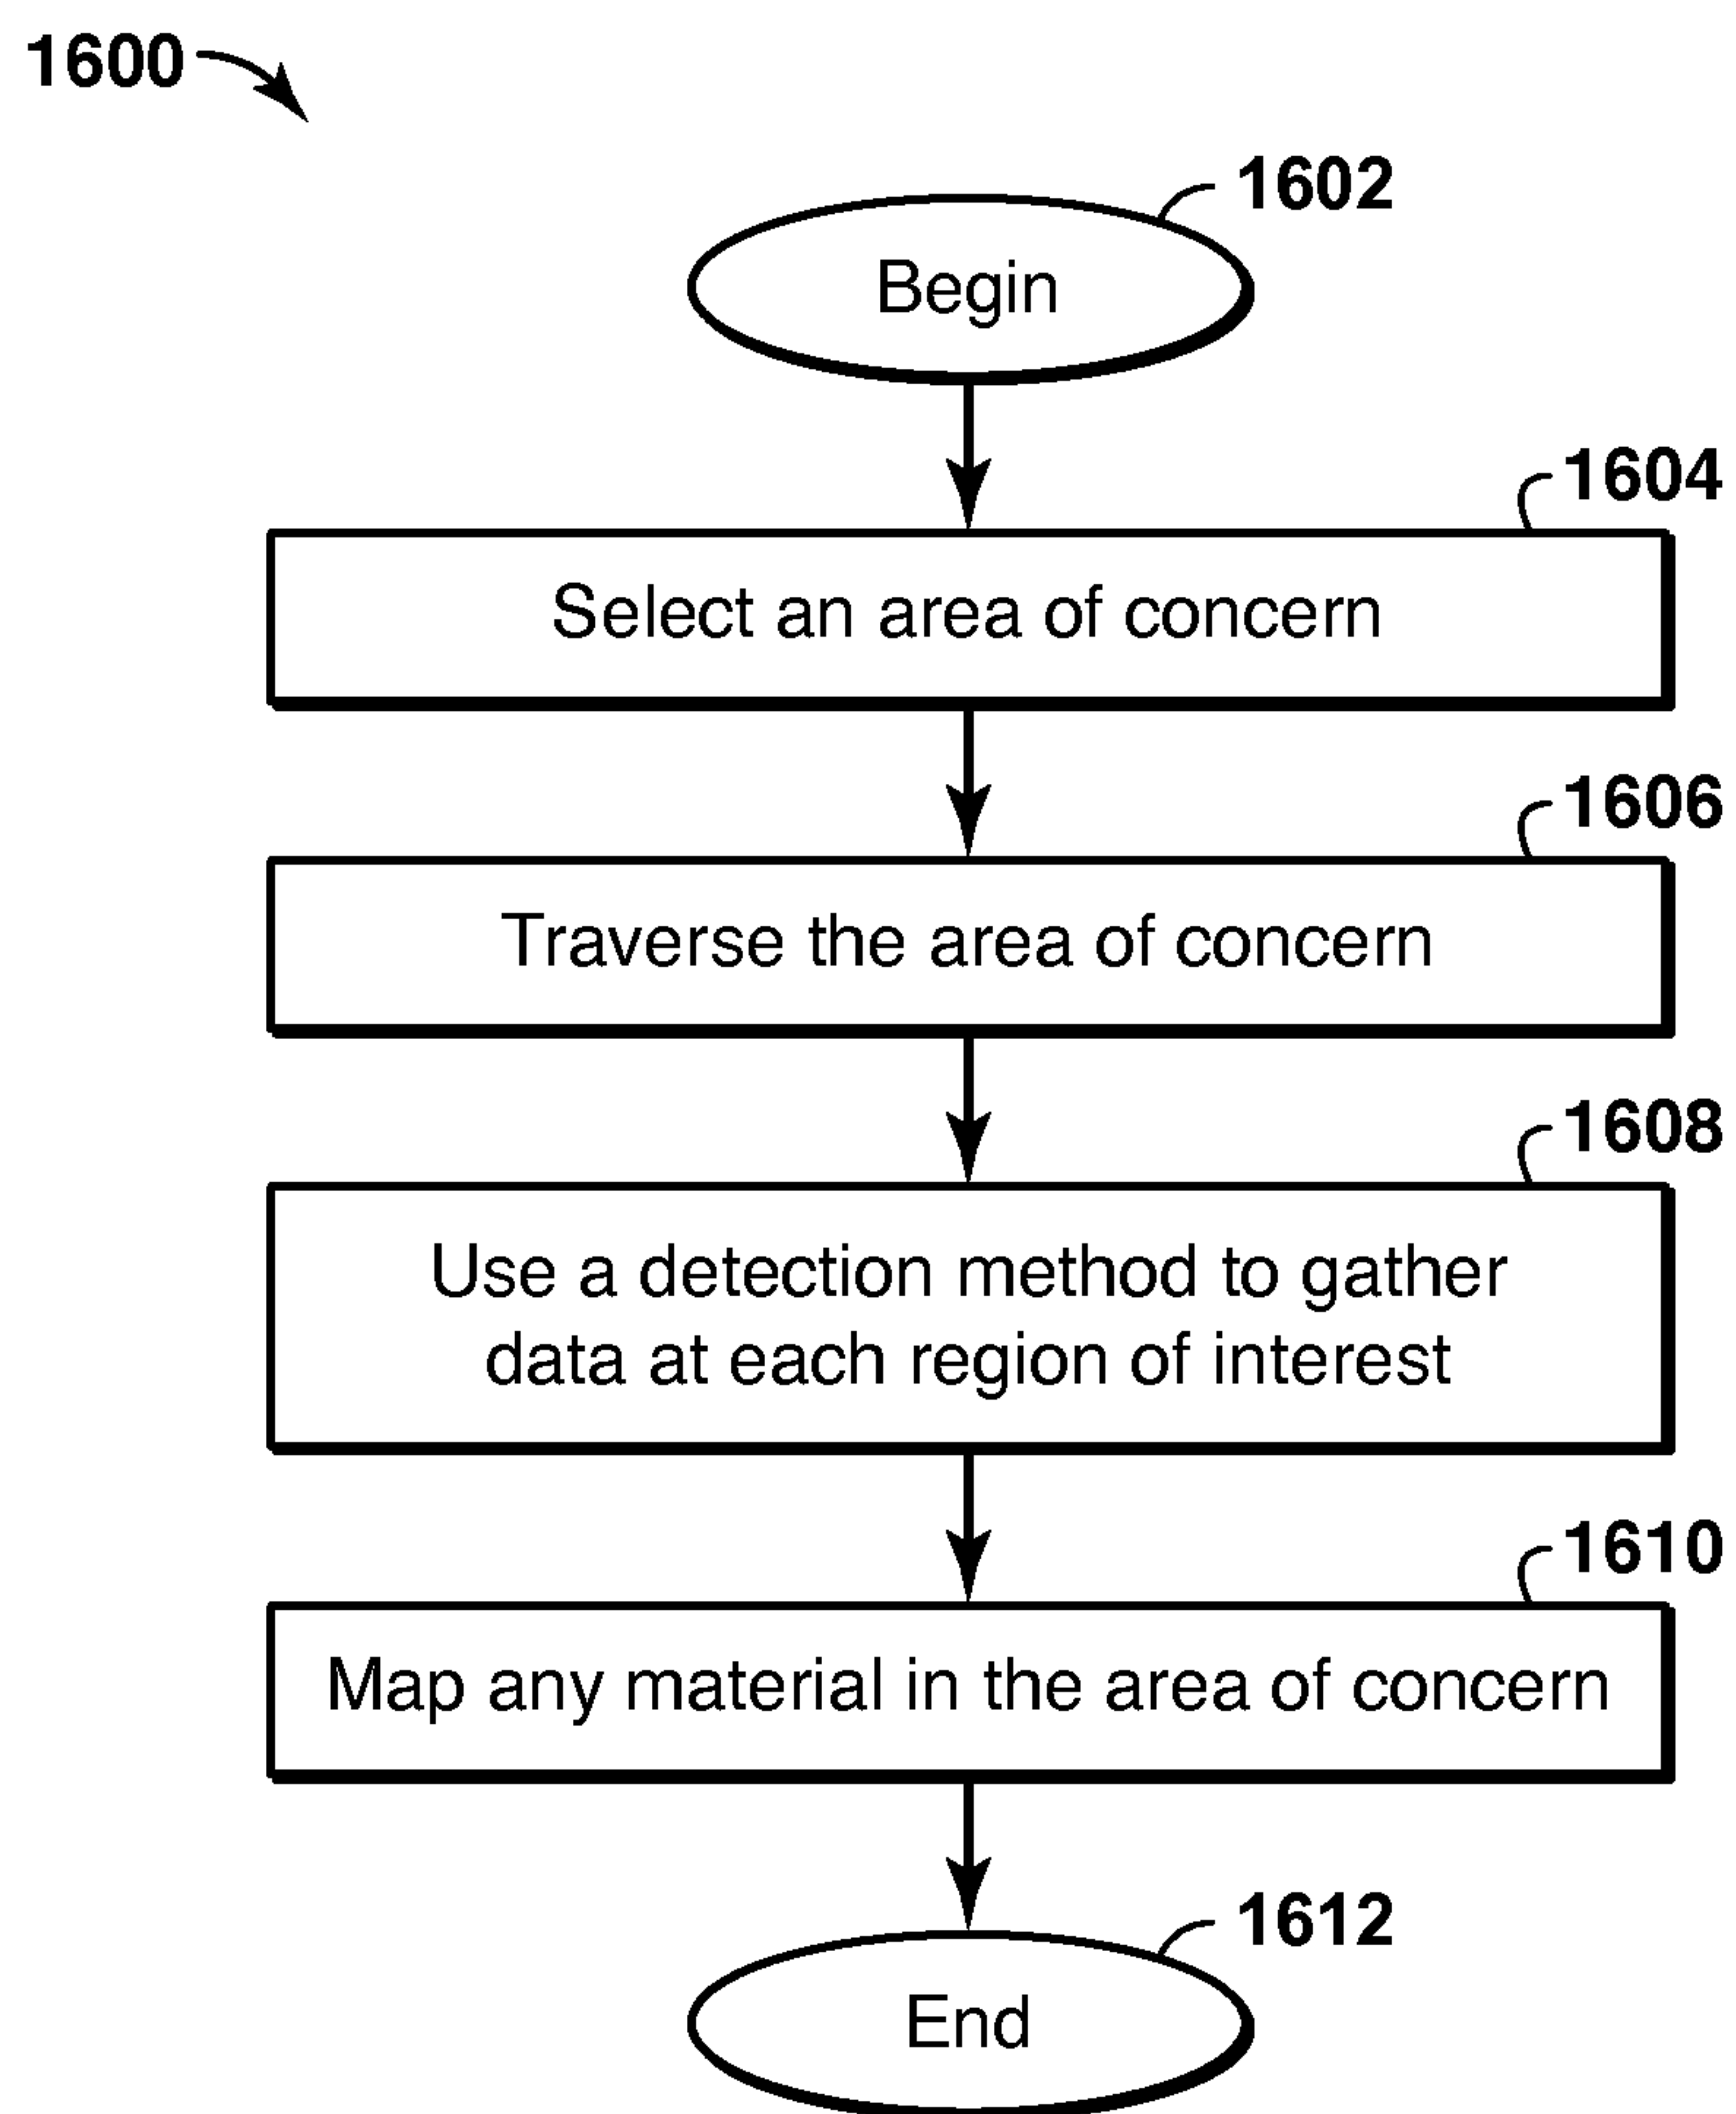 1600
1602
Begin
1604
Select an area of concern
1606
Traverse the area of concern
1608
Use a detection method to gather
data at each region of interest
1610
Map any material in the area of concern
1612
End